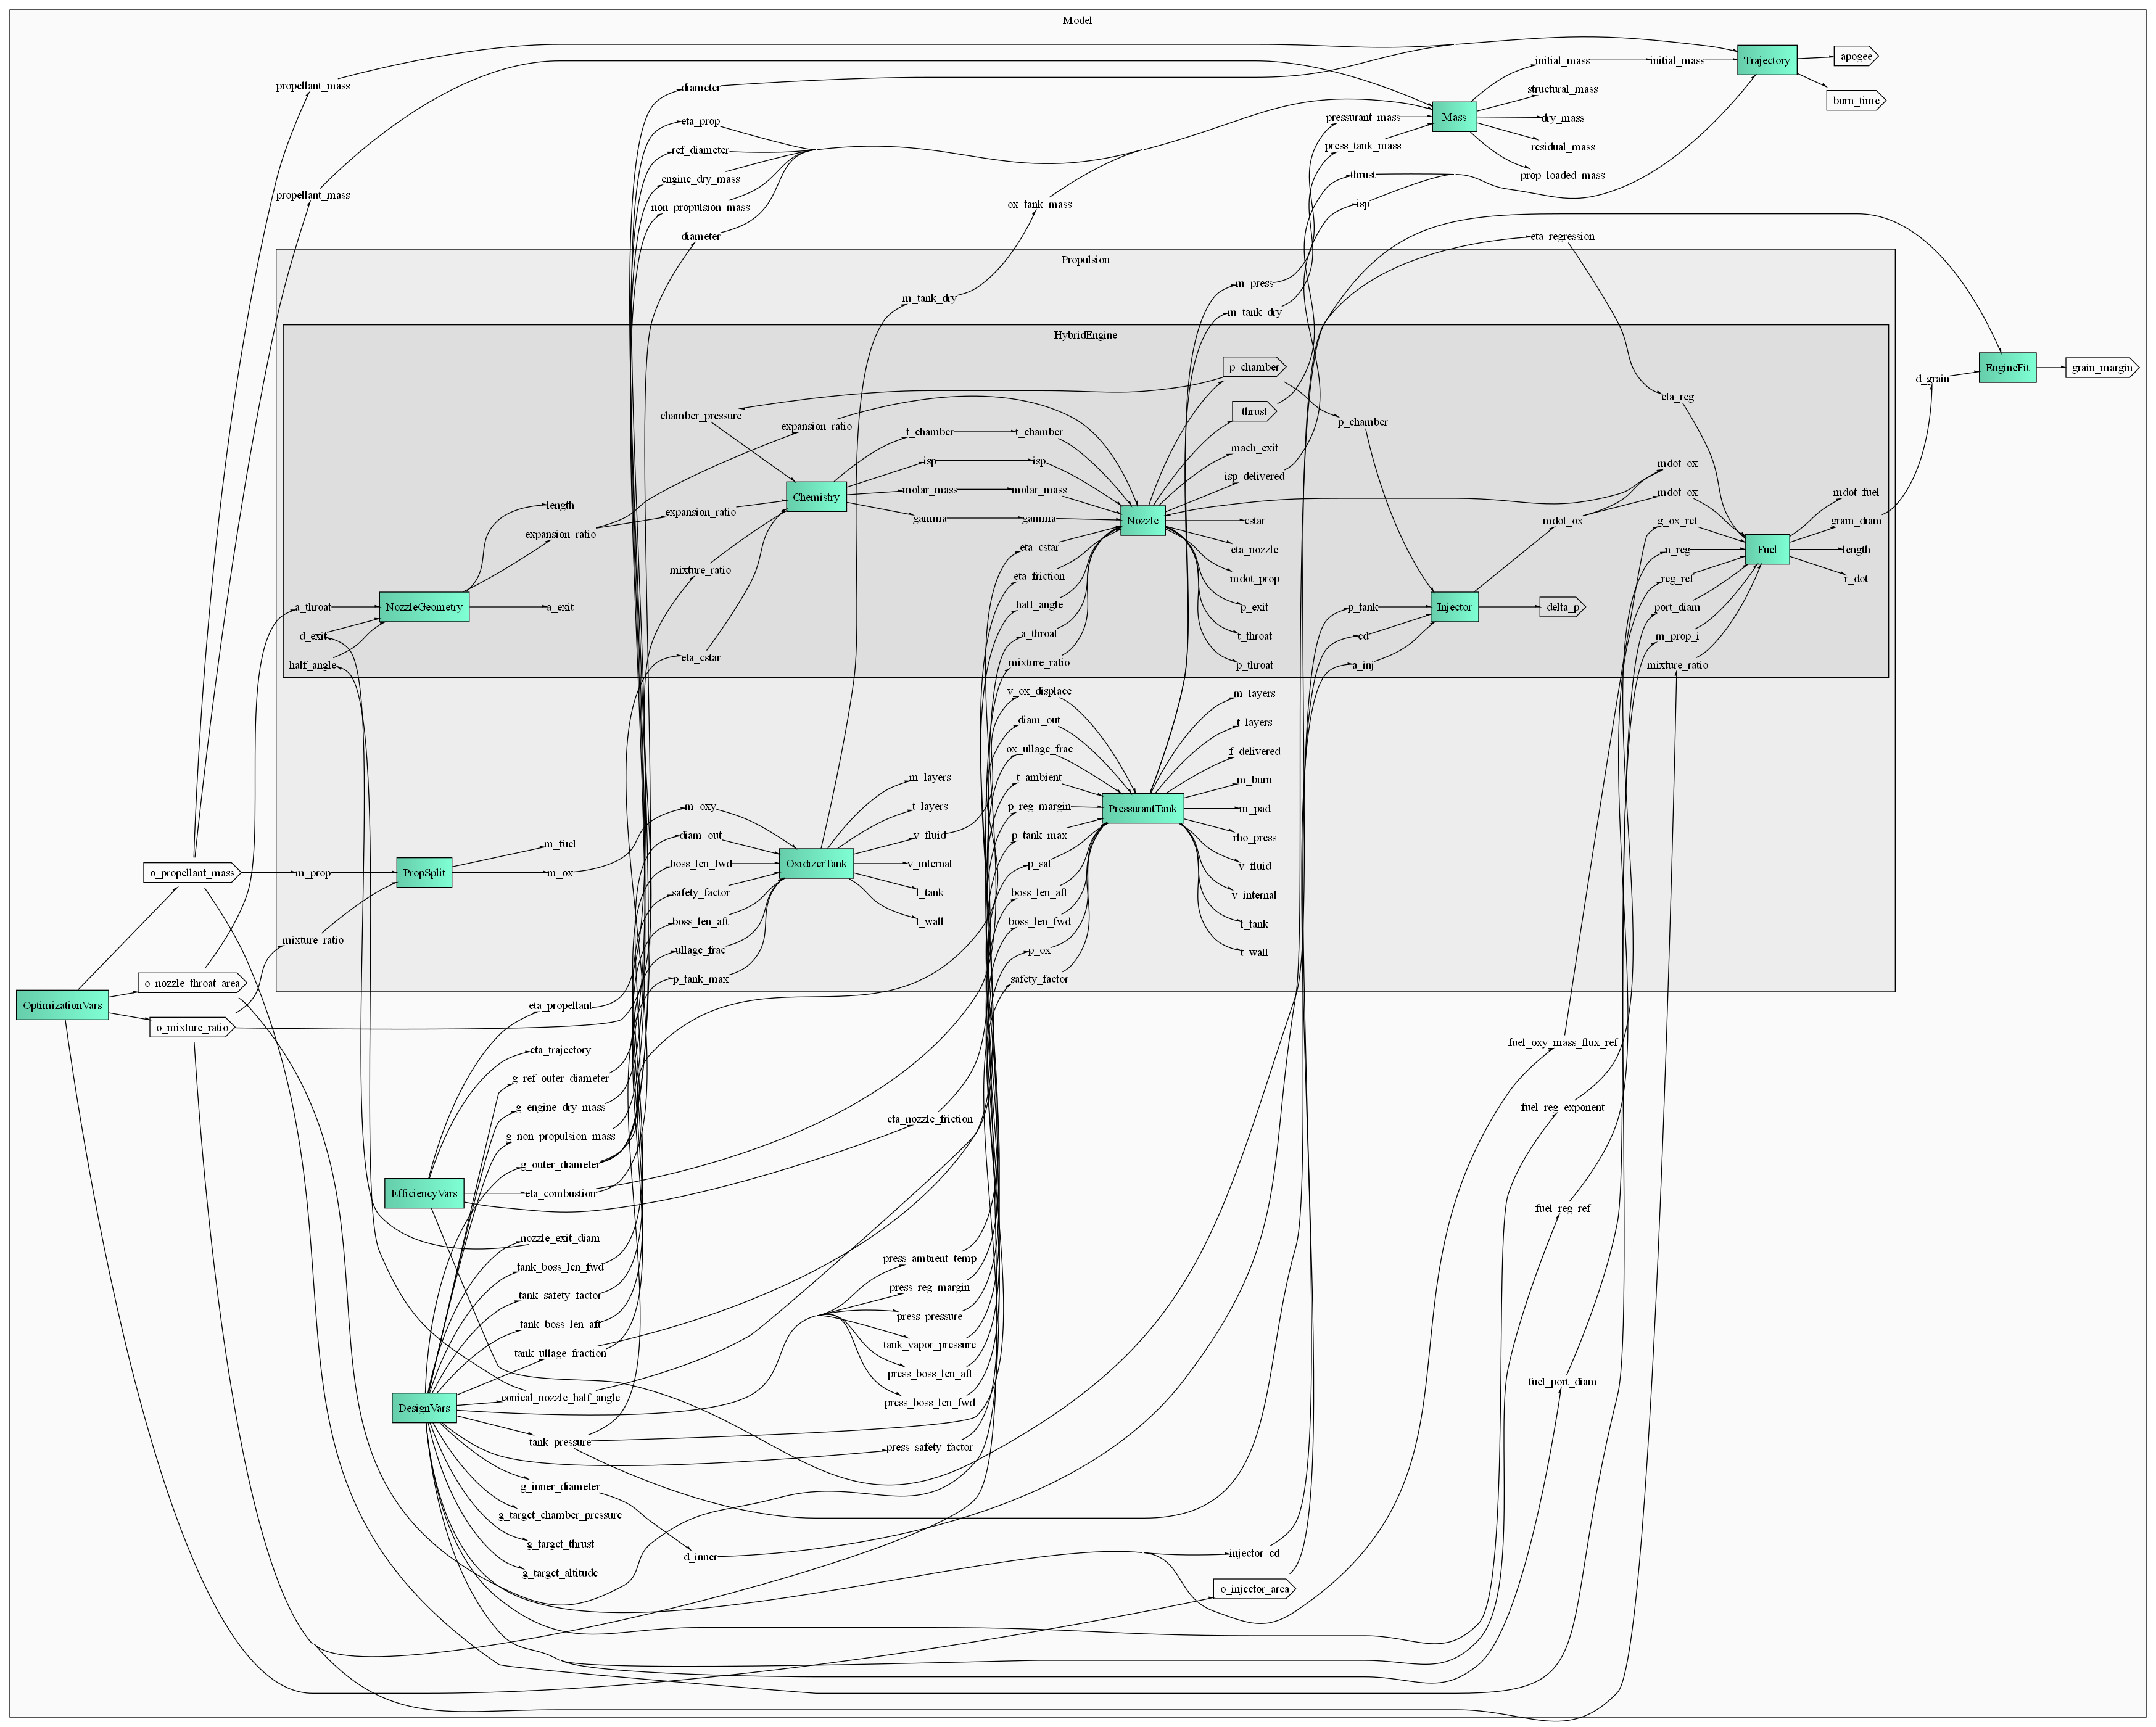 Model
propellant_mass
propellant_mass
diameter
eta_prop
ref_diameter
engine_dry_mass
non_propulsion_mass
diameter
ox_tank_mass
pressurant_mass
press_tank_mass
thrust
isp
Mass
initial_mass
initial_mass
structural_mass
dry_mass
residual_mass
prop_loaded_mass
Trajectory
apogee
burn_time
eta_regression
Propulsion
m_tank_dry
m_press
m_tank_dry
HybridEngine
chamber_pressure
expansion_ratio
p_chamber
thrust
p_chamber
eta_reg
EngineFit
grain_margin
d_grain
length
expansion_ratio
expansion_ratio
mixture_ratio
eta_cstar
Chemistry
t_chamber
t_chamber
isp
isp
molar_mass
molar_mass
gamma
gamma
Nozzle
mach_exit
isp_delivered
cstar
eta_nozzle
mdot_prop
p_exit
t_throat
p_throat
eta_cstar
eta_friction
half_angle
a_throat
mixture_ratio
a_throat
d_exit
half_angle
NozzleGeometry
a_exit
p_tank
cd
a_inj
Injector
delta_p
mdot_ox
mdot_ox
mdot_ox
g_ox_ref
n_reg
reg_ref
port_diam
m_prop_i
mixture_ratio
Fuel
mdot_fuel
grain_diam
length
r_dot
v_ox_displace
diam_out
ox_ullage_frac
t_ambient
p_reg_margin
p_tank_max
p_sat
boss_len_aft
boss_len_fwd
p_ox
safety_factor
PressurantTank
m_layers
t_layers
f_delivered
m_burn
m_pad
rho_press
v_fluid
v_internal
l_tank
t_wall
m_oxy
diam_out
boss_len_fwd
safety_factor
boss_len_aft
ullage_frac
p_tank_max
OxidizerTank
m_layers
t_layers
v_fluid
v_internal
l_tank
t_wall
o_propellant_mass
m_prop
mixture_ratio
PropSplit
m_fuel
m_ox
OptimizationVars
o_nozzle_throat_area
o_mixture_ratio
eta_propellant
eta_trajectory
g_ref_outer_diameter
g_engine_dry_mass
g_non_propulsion_mass
g_outer_diameter
EfficiencyVars
eta_combustion
eta_nozzle_friction
nozzle_exit_diam
tank_boss_len_fwd
tank_safety_factor
tank_boss_len_aft
tank_ullage_fraction
DesignVars
conical_nozzle_half_angle
tank_pressure
g_inner_diameter
g_target_chamber_pressure
g_target_thrust
g_target_altitude
d_inner
press_ambient_temp
press_reg_margin
press_pressure
tank_vapor_pressure
press_boss_len_aft
press_boss_len_fwd
press_safety_factor
injector_cd
o_injector_area
fuel_oxy_mass_flux_ref
fuel_reg_exponent
fuel_reg_ref
fuel_port_diam